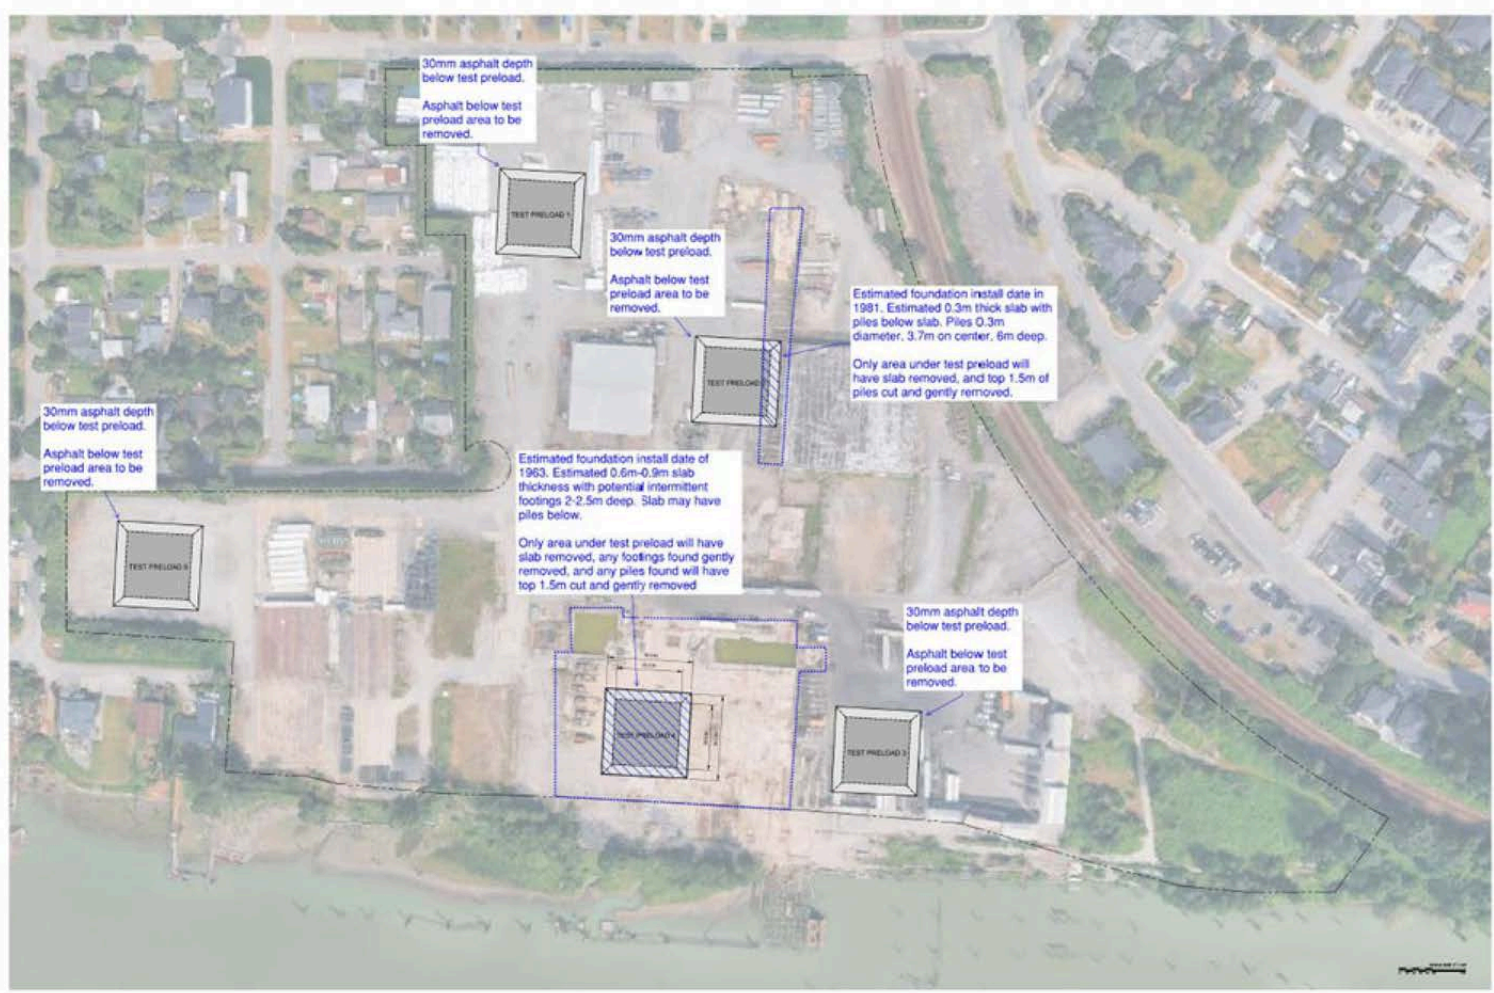 30mm asphalt depth
below test preload.
Asphalt below test
preload area to be
removed.
TEST PRELOAD 1
30mm asphalt depth
below test preload.
Asphalt below test
preload area to be
removed.
TEST PRELOAD
Estimated foundation install date in
1981. Estimated 0.3m thick slab with
piles below slab. Piles 0.3m
diameter, 3.7m on center, 6m deep.
Only area under test preload will
have slab removed, and top 1.5m of
piles cut and gently removed.
30mm asphalt depth
below test preload.
Asphalt below test
preload area to be
removed.
TEST PRELOAD 5
Estimated foundation install date of
1963. Estimated 0.6m-0.9m slab
thickness with potential intermittent
footings 2-2.5m deep. Slab may have
piles below.
Only area under test preload will have
slab removed, any footings found gently
removed, and any piles found will have
top 1.5m cut and gently removed
TEST PRELOAD 4
30mm asphalt depth
below test preload.
Asphalt below test
preload area to be
removed.
TEST PRELOAD 3